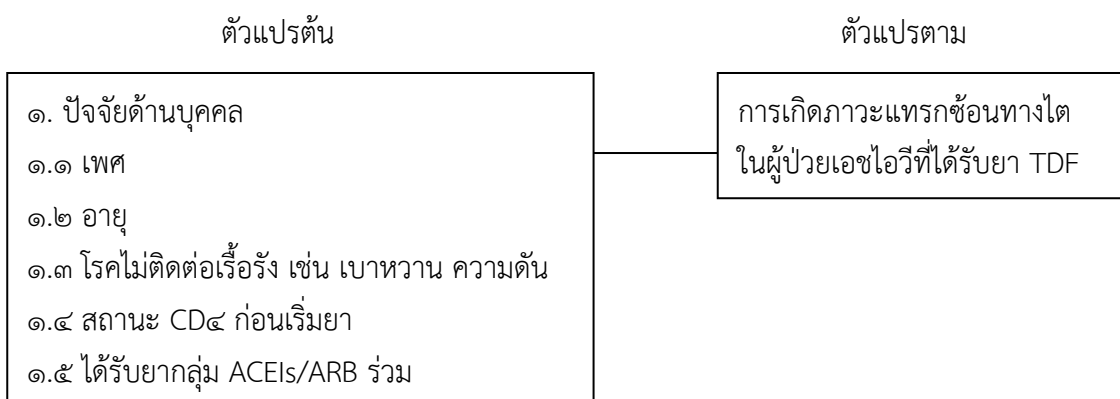 ตัวแปรต้น
ตัวแปรตาม
๑. ปัจจัยด้านบุคคล
๑.๑ เพศ
๑.๒ อายุ
๑.๓ โรคไม่ติดต่อเรื้อรัง เช่น เบาหวาน ความดัน
๑.๔ สถานะ CD๔ ก่อนเริ่มยา
๑.๕ ได้รับยากลุ่ม ACEIs/ARB ร่วม
การเกิดภาวะแทรกซ้อนทางไต
ในผู้ป่วยเอชไอวีที่ได้รับยา TDF